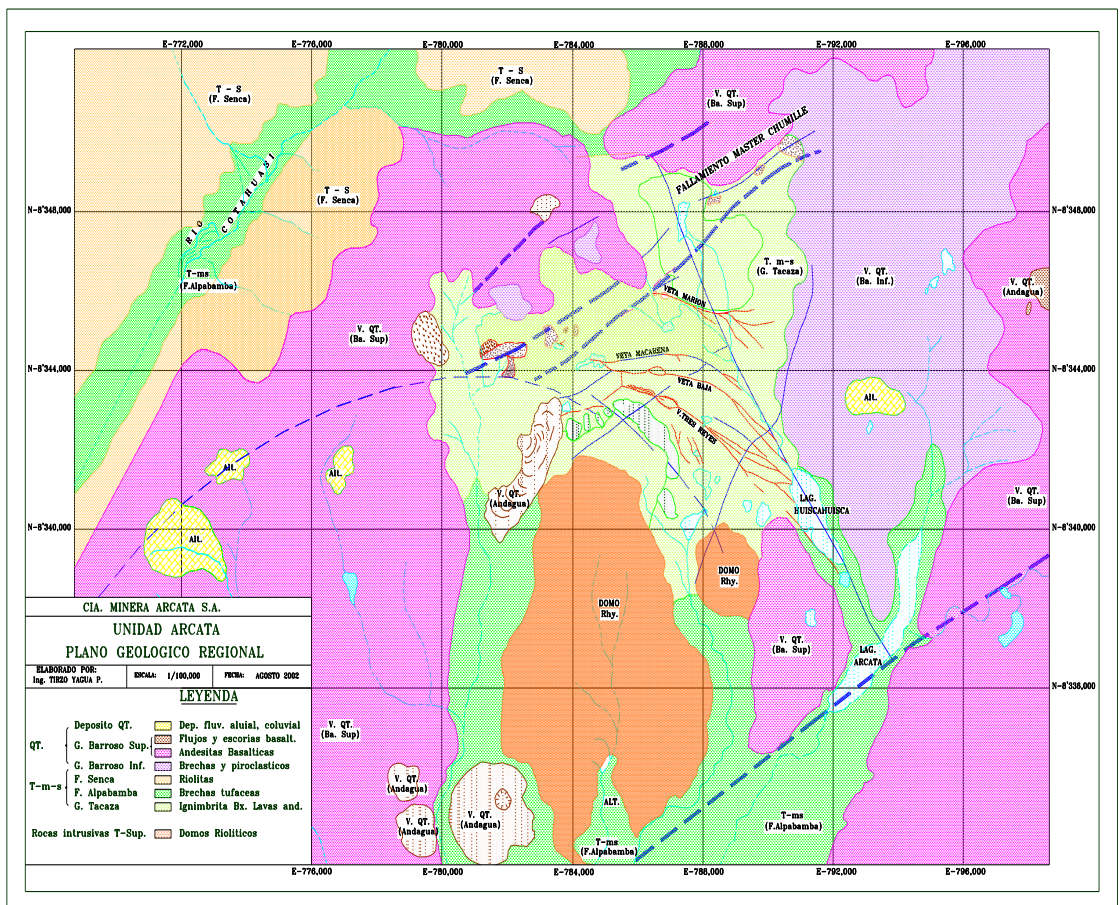 E-772,000 E-776,000 E-780,000 E-784,000 E-788,000 E-792,000 E-796,000
T - S
(F. Senca)
T - S
(F. Senca)
V. QT.
(Ba. Sup)
FALLAMIENTO MASTER CHUMILLE
RIO COTAHUASI
T - S
(F. Senca)
N-8'348,000
N-8'348,000
T-ms
(F.Alpabamba)
T. m-s
(G. Tacaza)
V. QT.
(Ba. Inf.)
V. QT.
(Andagua)
VETA MARION
V. QT.
(Ba. Sup)
VETA MACARENA
N-8'344,000
N-8'344,000
VETA BAJA
V.TRES REYES
Alt.
Alt.
Alt.
V. QT.
(Andagua)
LAG.
HUISCAHUISCA
V. QT.
(Ba. Sup)
N-8'340,000
N-8'340,000
Alt.
DOMO
Rhy.
DOMO
Rhy.
V. QT.
(Ba. Sup)
LAG.
ARCATA
N-8'336,000
V. QT.
(Ba. Sup)
V. QT.
(Andagua)
V. QT.
(Andagua)
V. QT.
(Andagua)
ALT.
T-ms
(F.Alpabamba)
T-ms
(F.Alpabamba)
E-776,000 E-780,000 E-784,000 E-788,000 E-792,000 E-796,000
CIA. MINERA ARCATA S.A.
UNIDAD ARCATA
PLANO GEOLOGICO REGIONAL
ELABORADO POR:
Ing. TIRZO YAGUA P.
ESCALA: 1/100,000
FECHA: AGOSTO 2002
LEYENDA
Deposito QT. Dep. fluv. aluial, coluvial
Flujos y escorias basalt.
QT. G. Barroso Sup. Andesitas Basalticas
G. Barroso Inf. Brechas y piroclasticos
T-m-s F. Senca Riolitas
F. Alpabamba Brechas tufaceas
G. Tacaza Ignimbrita Bx. Lavas and.
Rocas intrusivas T-Sup. Domos Rioliticos